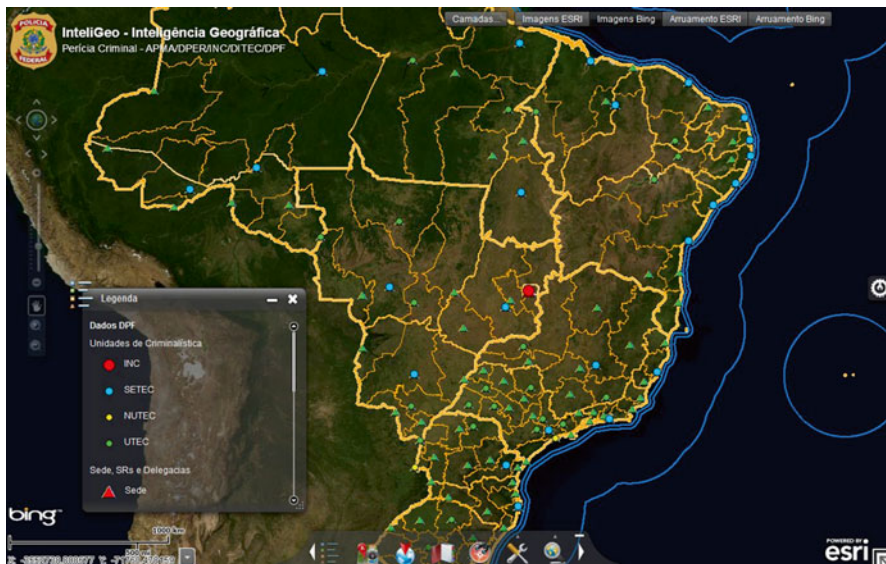 POLÍCIA
FEDERAL
InteliGeo - Inteligência Geográfica
Perícia Criminal - APMA/DPER/INC/DITEC/DPF
Camadas...
Imagens ESRI
Imagens Bing
Arruamento ESRI
Arruamento Bing
Legenda
Dados DPF
Unidades de Criminalística
INC
SETEC
NUTEC
UTEC
Sede, SRs e Delegacias
Sede
bing™
1000 km
POWERED BY
esri